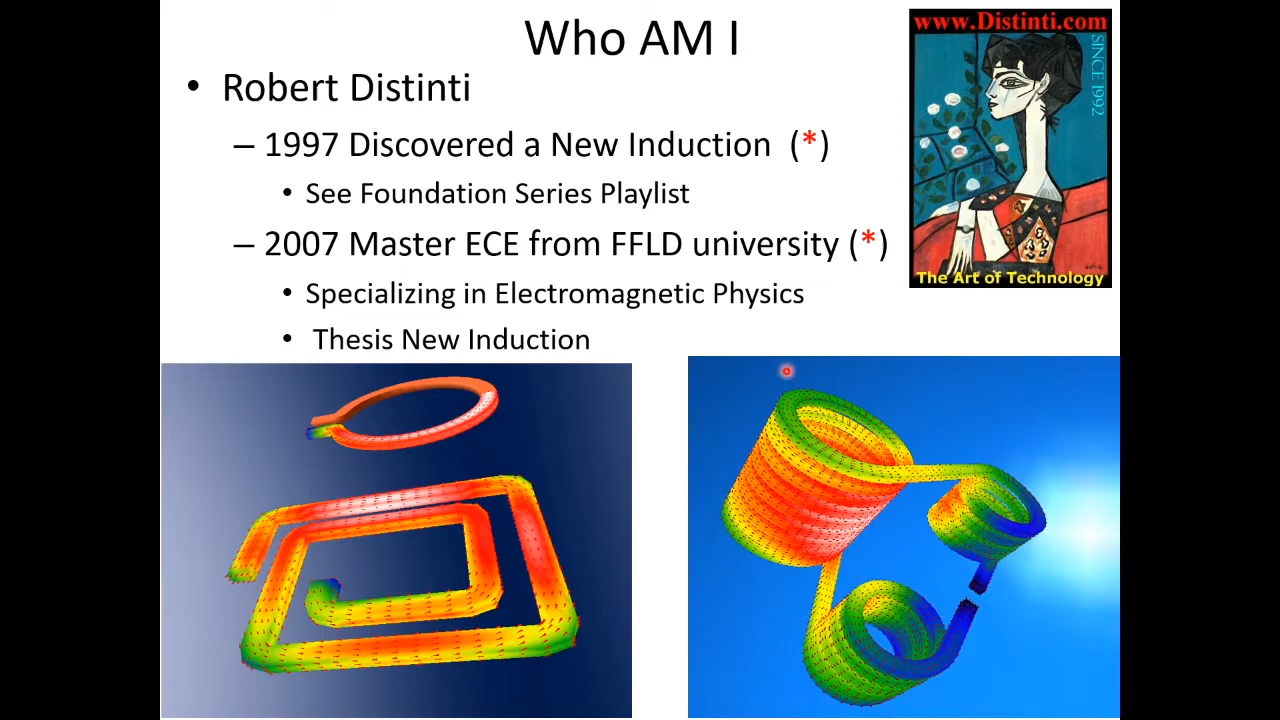 Who AM I
www.Distinti.com
SINCE 1992
• Robert Distinti
– 1997 Discovered a New Induction (*)
• See Foundation Series Playlist
– 2007 Master ECE from FFLD university (*)
• Specializing in Electromagnetic Physics
• Thesis New Induction
The Art of Technology